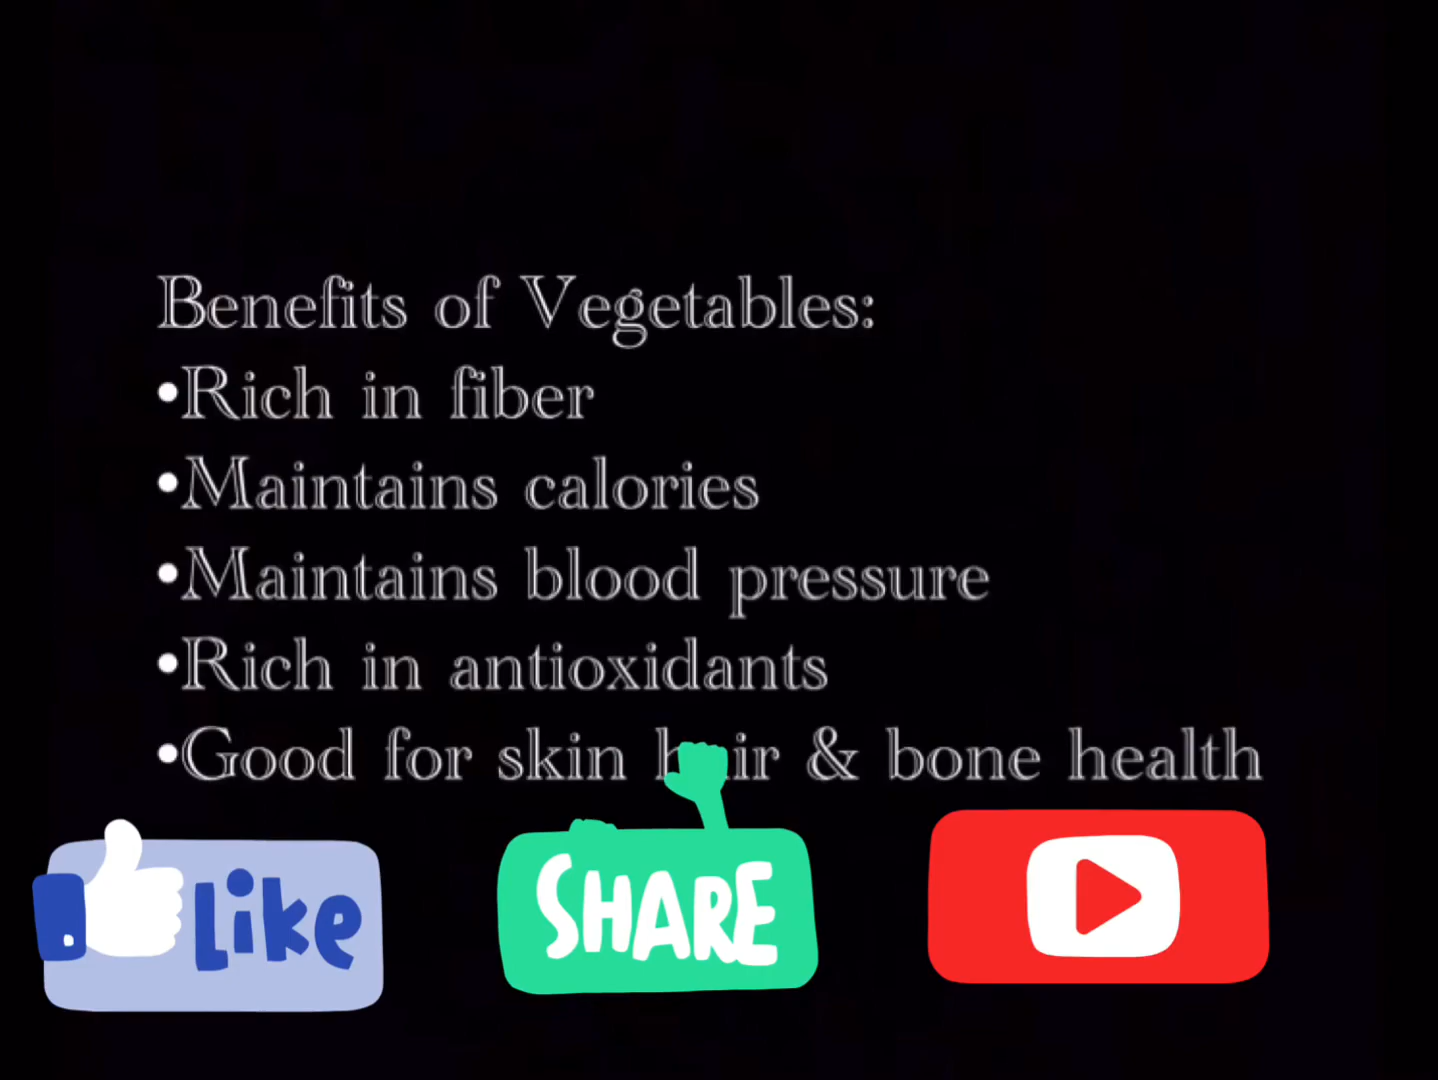 Benefits of Vegetables:
•Rich in fiber
•Maintains calories
•Maintains blood pressure
•Rich in antioxidants
•Good for skin hair & bone health
Like
SHARE